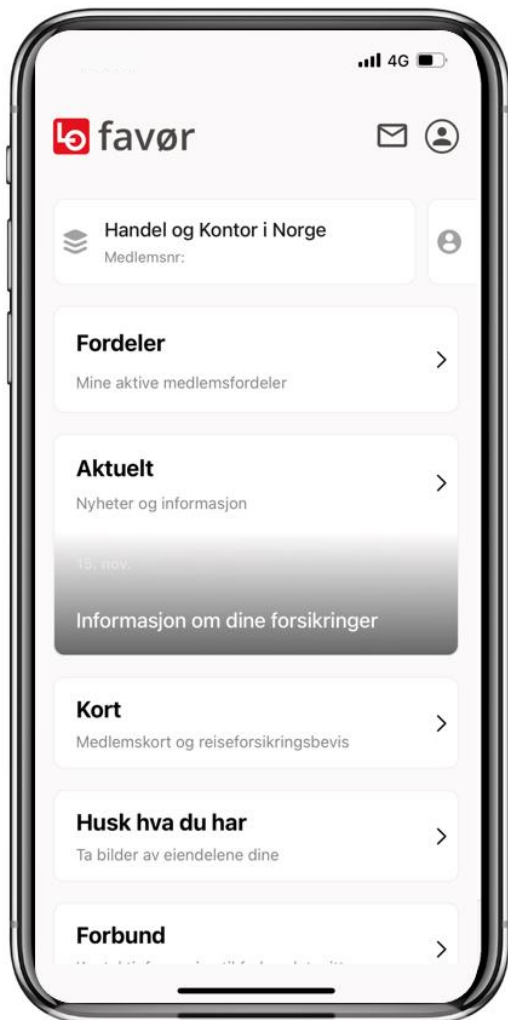 4G
LO favør
Handel og Kontor i Norge
Medlemsnr:
Fordeler
Mine aktive medlemsfordeler
Aktuelt
Nyheter og informasjon
15. nov.
Informasjon om dine forsikringer
Kort
Medlemskort og reiseforsikringsbevis
Husk hva du har
Ta bilder av eiendelene dine
Forbund